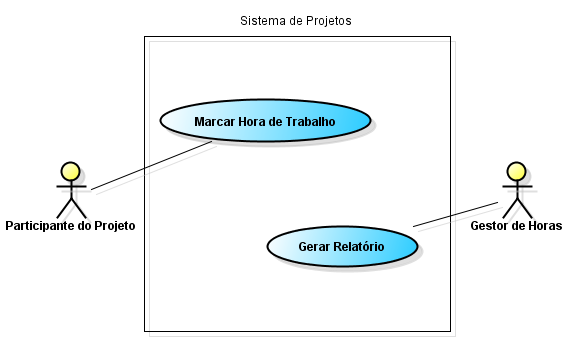 Sistema de Projetos
Marcar Hora de Trabalho
Participante do Projeto
Gestor de Horas
Gerar Relatório